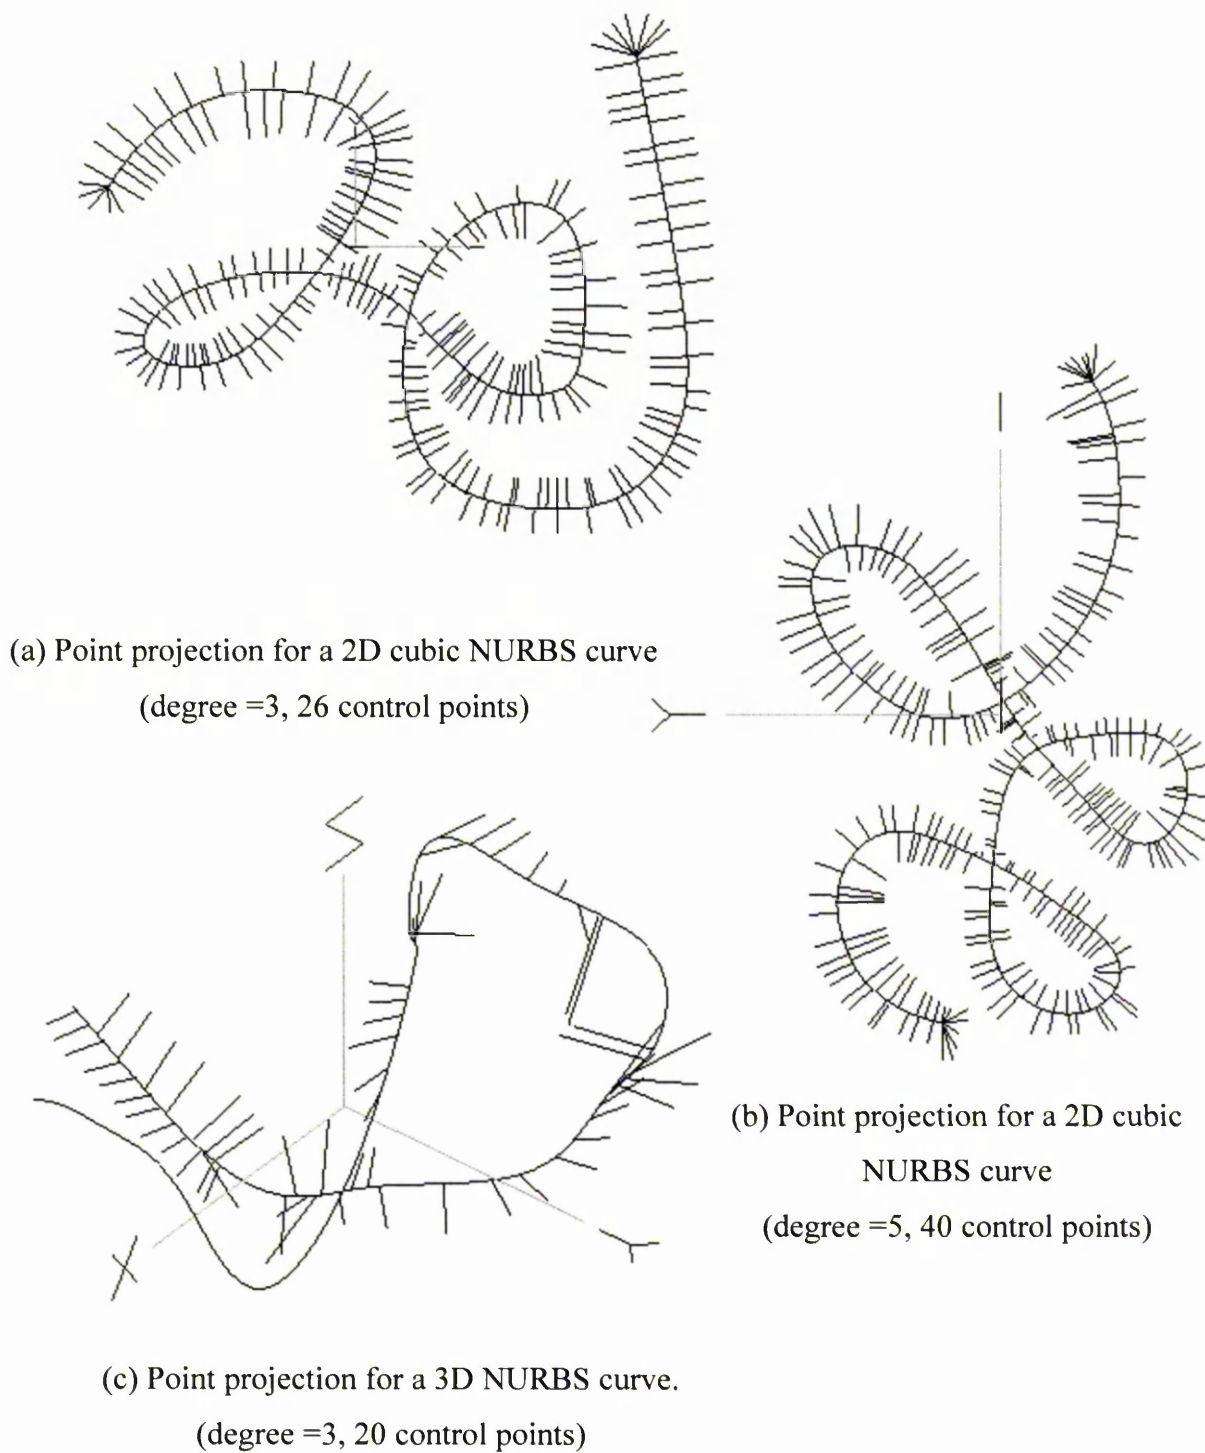 (a) Point projection for a 2D cubic NURBS curve
(degree =3, 26 control points)
(b) Point projection for a 2D cubic
NURBS curve
(degree =5, 40 control points)
(c) Point projection for a 3D NURBS curve.
(degree =3, 20 control points)